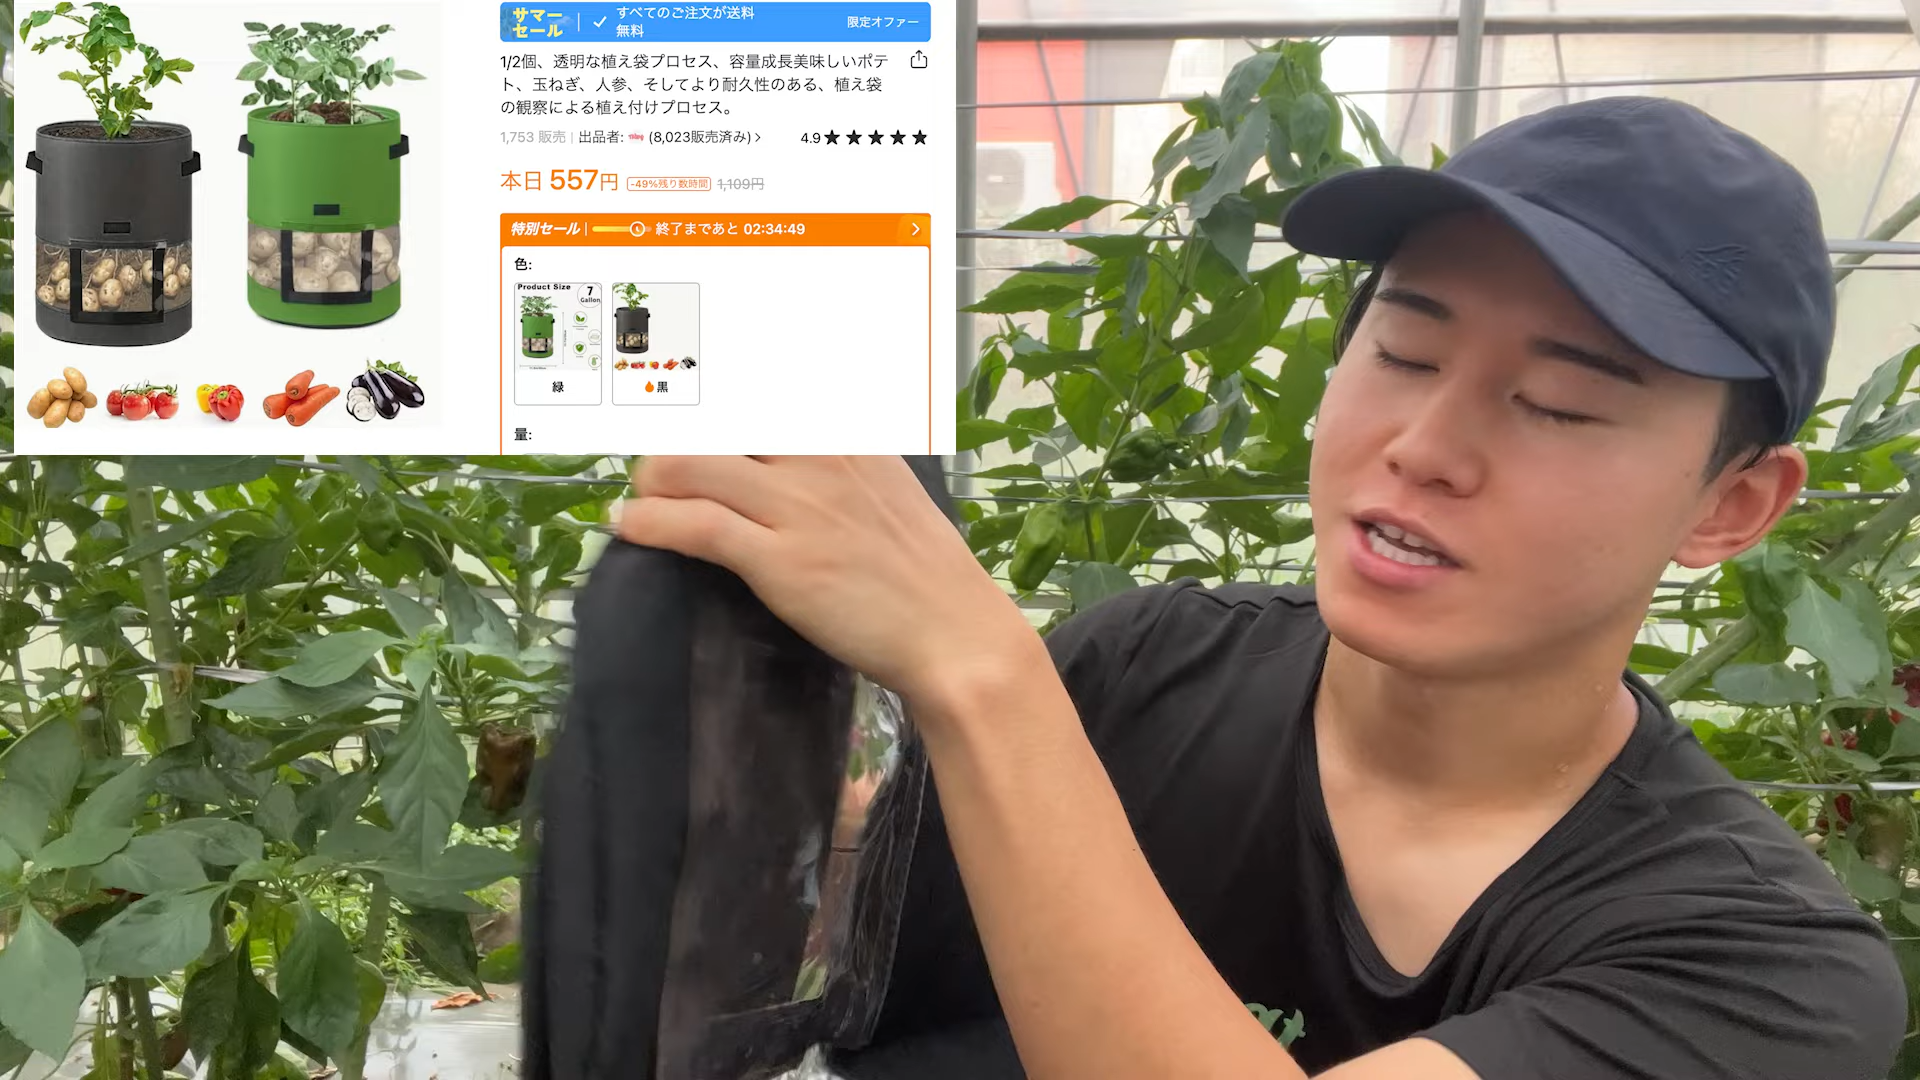 サマー
セール
すべてのご注文が送料
無料
限定オファー
1/2個、透明な植え袋プロセス、容量成長美味しいポテ
ト、玉ねぎ、人参、そしてより耐久性のある、植え袋
の観察による植え付けプロセス。
1,753 販売 | 出品者: (8,023販売済み)
4.9
本日 557円 -49%残り数時間 1,109円
特別セール | 終了まであと 02:34:49
色:
Product Size
7
Gallon
緑
黒
量: